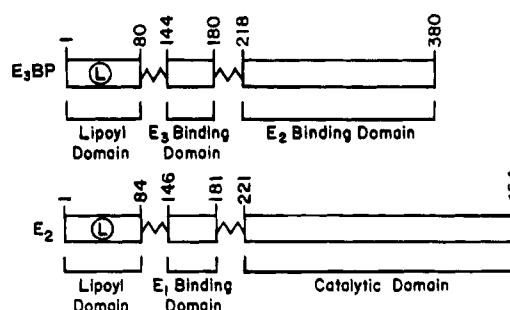 1 80 144 180 218 380
E₃BP L
Lipoyl Domain E₃ Binding Domain E₂ Binding Domain
1 84 146 181 221
E₂ L
Lipoyl Domain E₁ Binding Domain Catalytic Domain